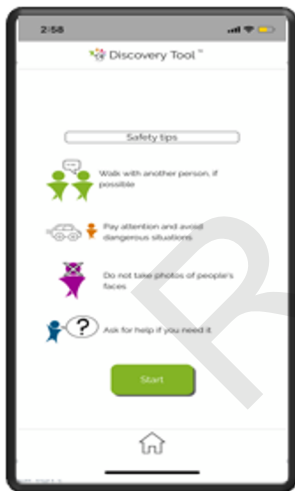 2:58
Discovery Tool™
Safety tips
Walk with another person, if
possible
Pay attention and avoid
dangerous situations
Do not take photos of people's
faces
?
Ask for help if you need it
Start
R